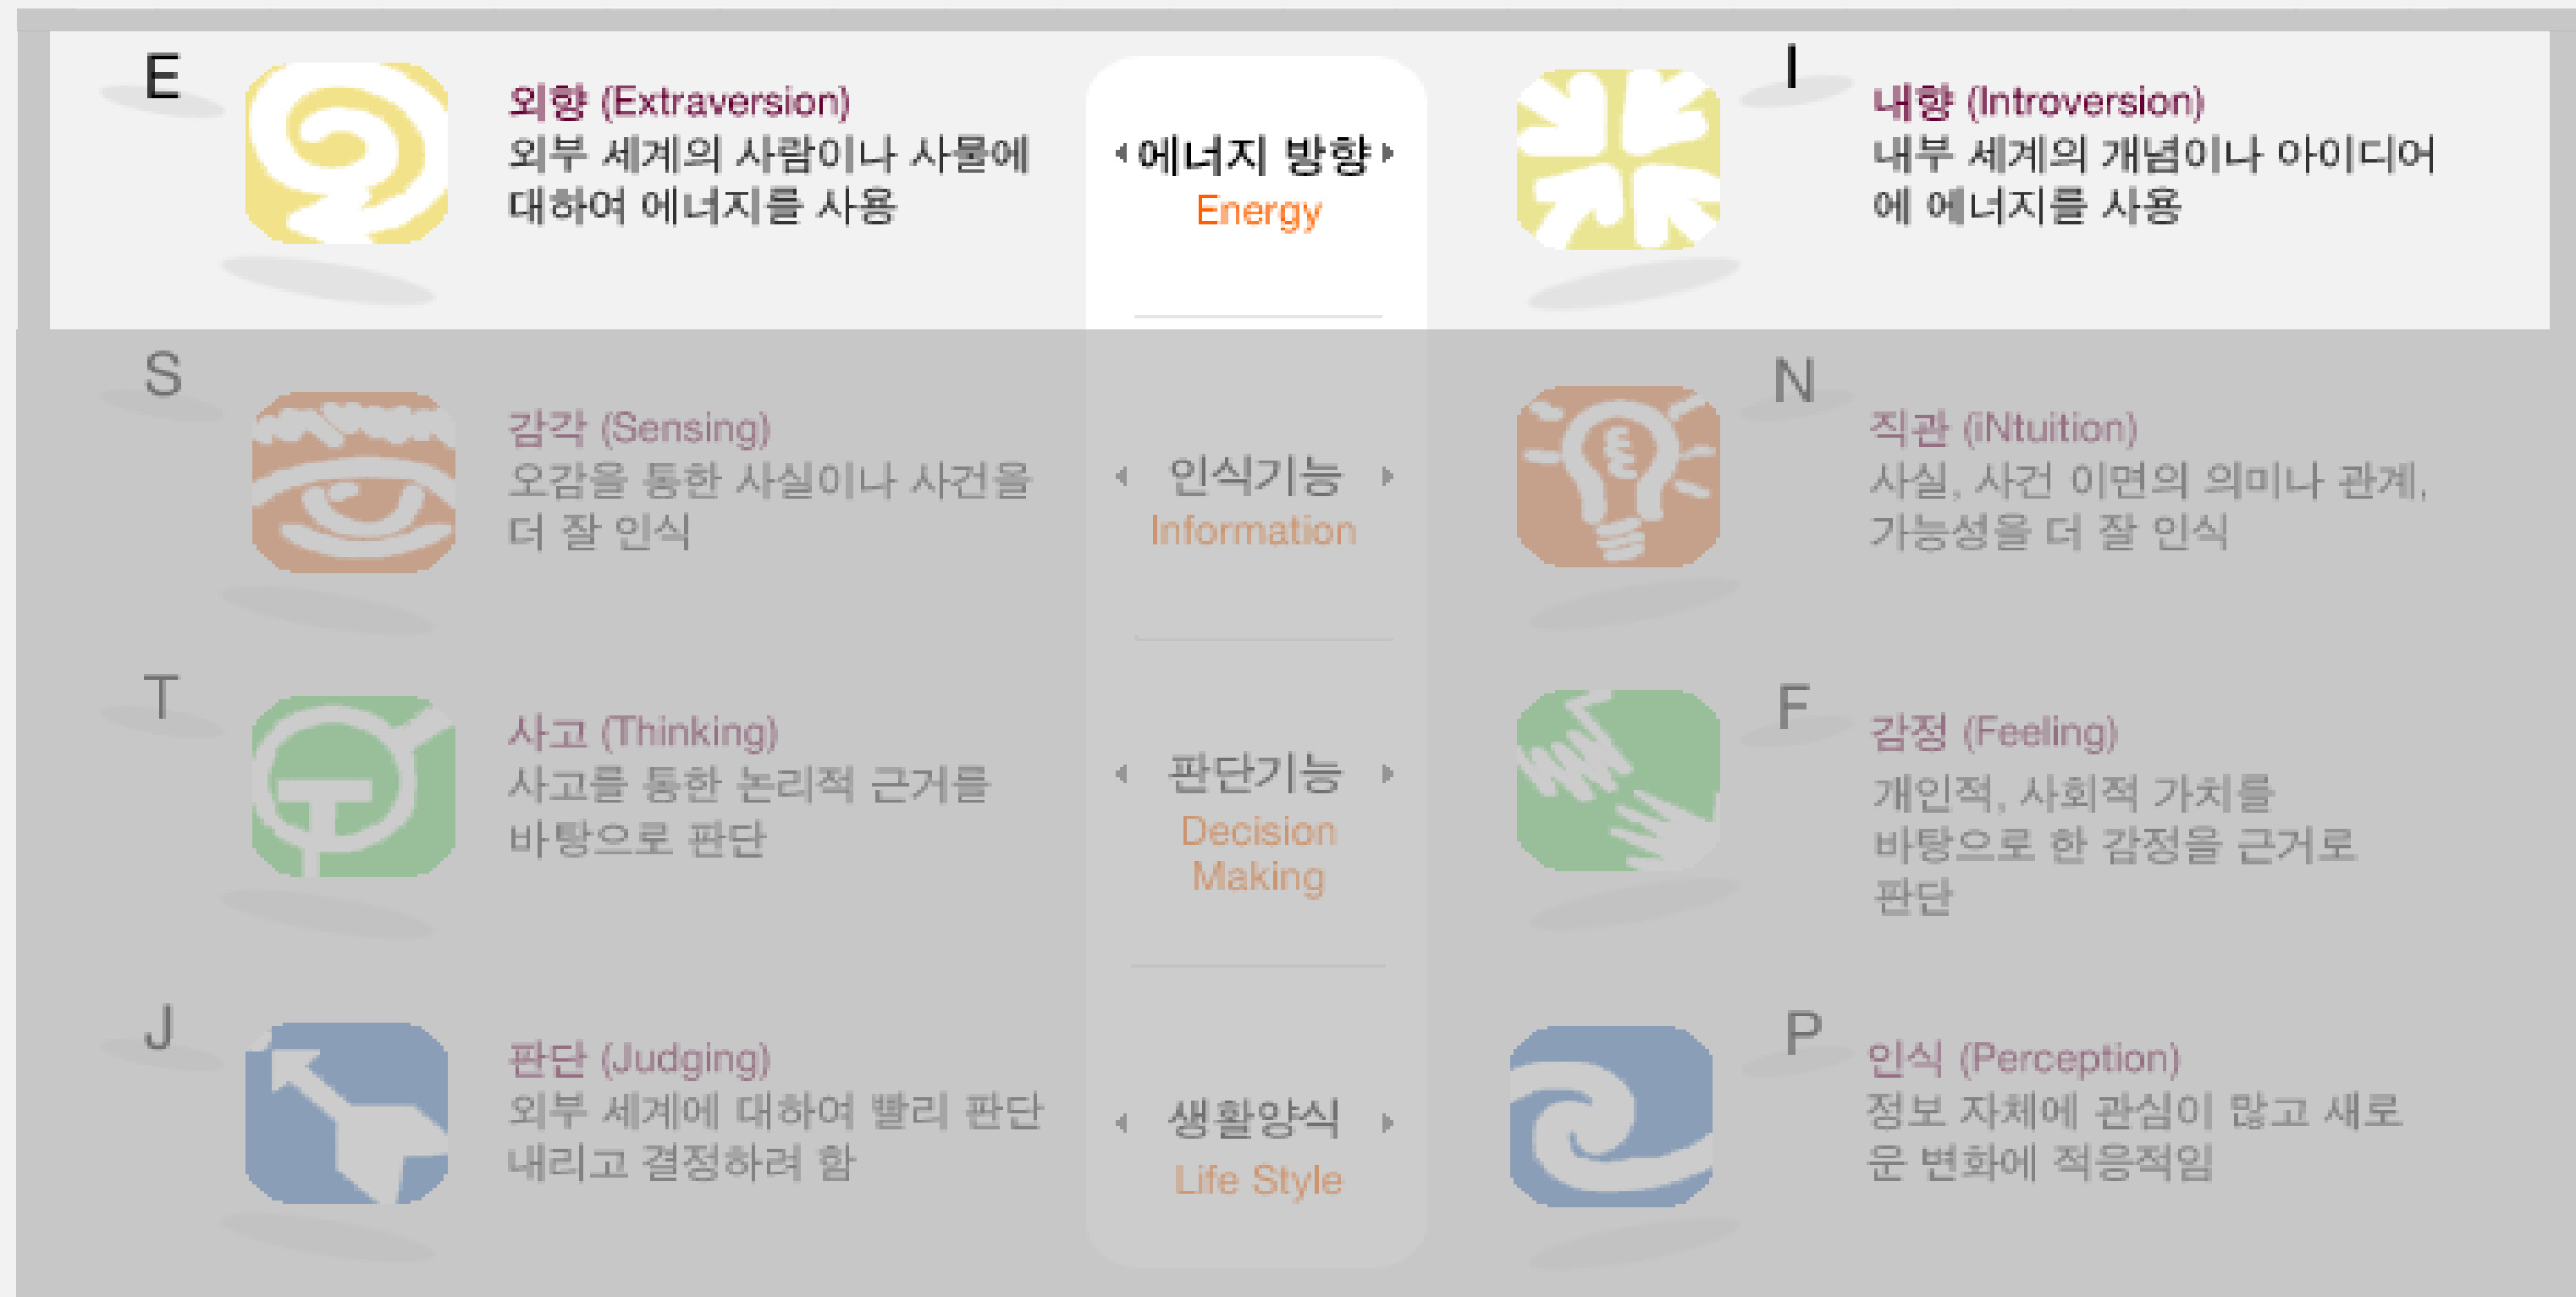 E
외향 (Extraversion)
외부 세계의 사람이나 사물에
대하여 에너지를 사용
에너지 방향
Energy
I
내향 (Introversion)
내부 세계의 개념이나 아이디어
에 에너지를 사용
S
감각 (Sensing)
오감을 통한 사실이나 사건을
더 잘 인식
인식기능
Information
N
직관 (iNtuition)
사실, 사건 이면의 의미나 관계,
가능성을 더 잘 인식
T
사고 (Thinking)
사고를 통한 논리적 근거를
바탕으로 판단
판단기능
Decision
Making
F
감정 (Feeling)
개인적, 사회적 가치를
바탕으로 한 감정을 근거로
판단
J
판단 (Judging)
외부 세계에 대하여 빨리 판단
내리고 결정하려 함
생활양식
Life Style
P
인식 (Perception)
정보 자체에 관심이 많고 새로
운 변화에 적응적임